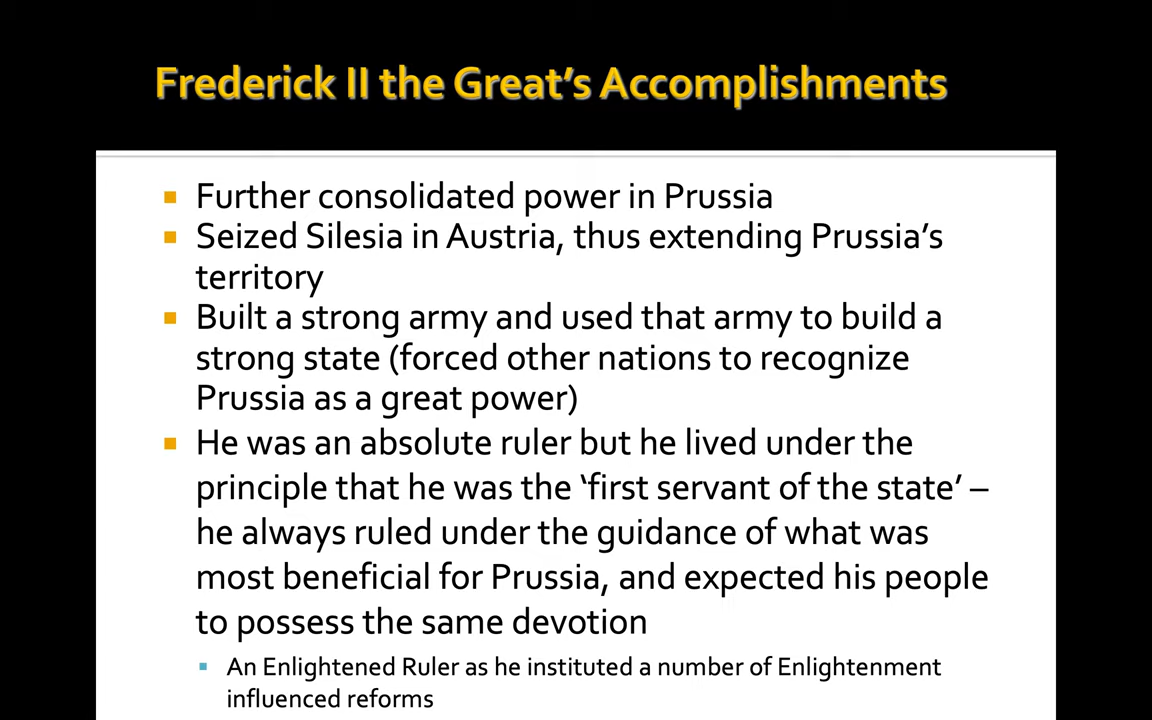 Frederick II the Great’s Accomplishments
▪ Further consolidated power in Prussia
▪ Seized Silesia in Austria, thus extending Prussia’s
territory
▪ Built a strong army and used that army to build a
strong state (forced other nations to recognize
Prussia as a great power)
▪ He was an absolute ruler but he lived under the
principle that he was the ‘first servant of the state’ –
he always ruled under the guidance of what was
most beneficial for Prussia, and expected his people
to possess the same devotion
▪ An Enlightened Ruler as he instituted a number of Enlightenment
influenced reforms